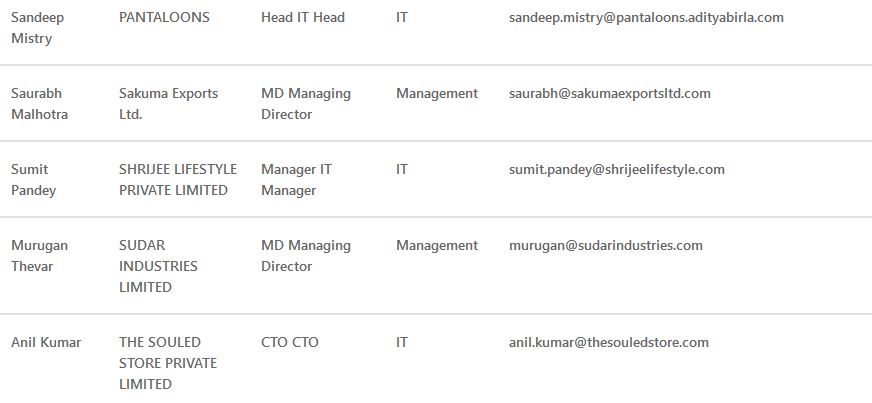 Sandeep PANTALOONS Head IT Head IT sandeep.mistry@pantaloons.adityabirla.com
Mistry
Saurabh Sakuma Exports MD Managing Management saurabh@sakumaexportsltd.com
Malhotra Ltd. Director
Sumit SHRIJEE LIFESTYLE Manager IT IT sumit.pandey@shrijeelifestyle.com
Pandey PRIVATE LIMITED Manager
Murugan SUDAR MD Managing Management murugan@sudarindustries.com
Thevar INDUSTRIES Director
LIMITED
Anil Kumar THE SOULED CTO CTO IT anil.kumar@thesouledstore.com
STORE PRIVATE
LIMITED